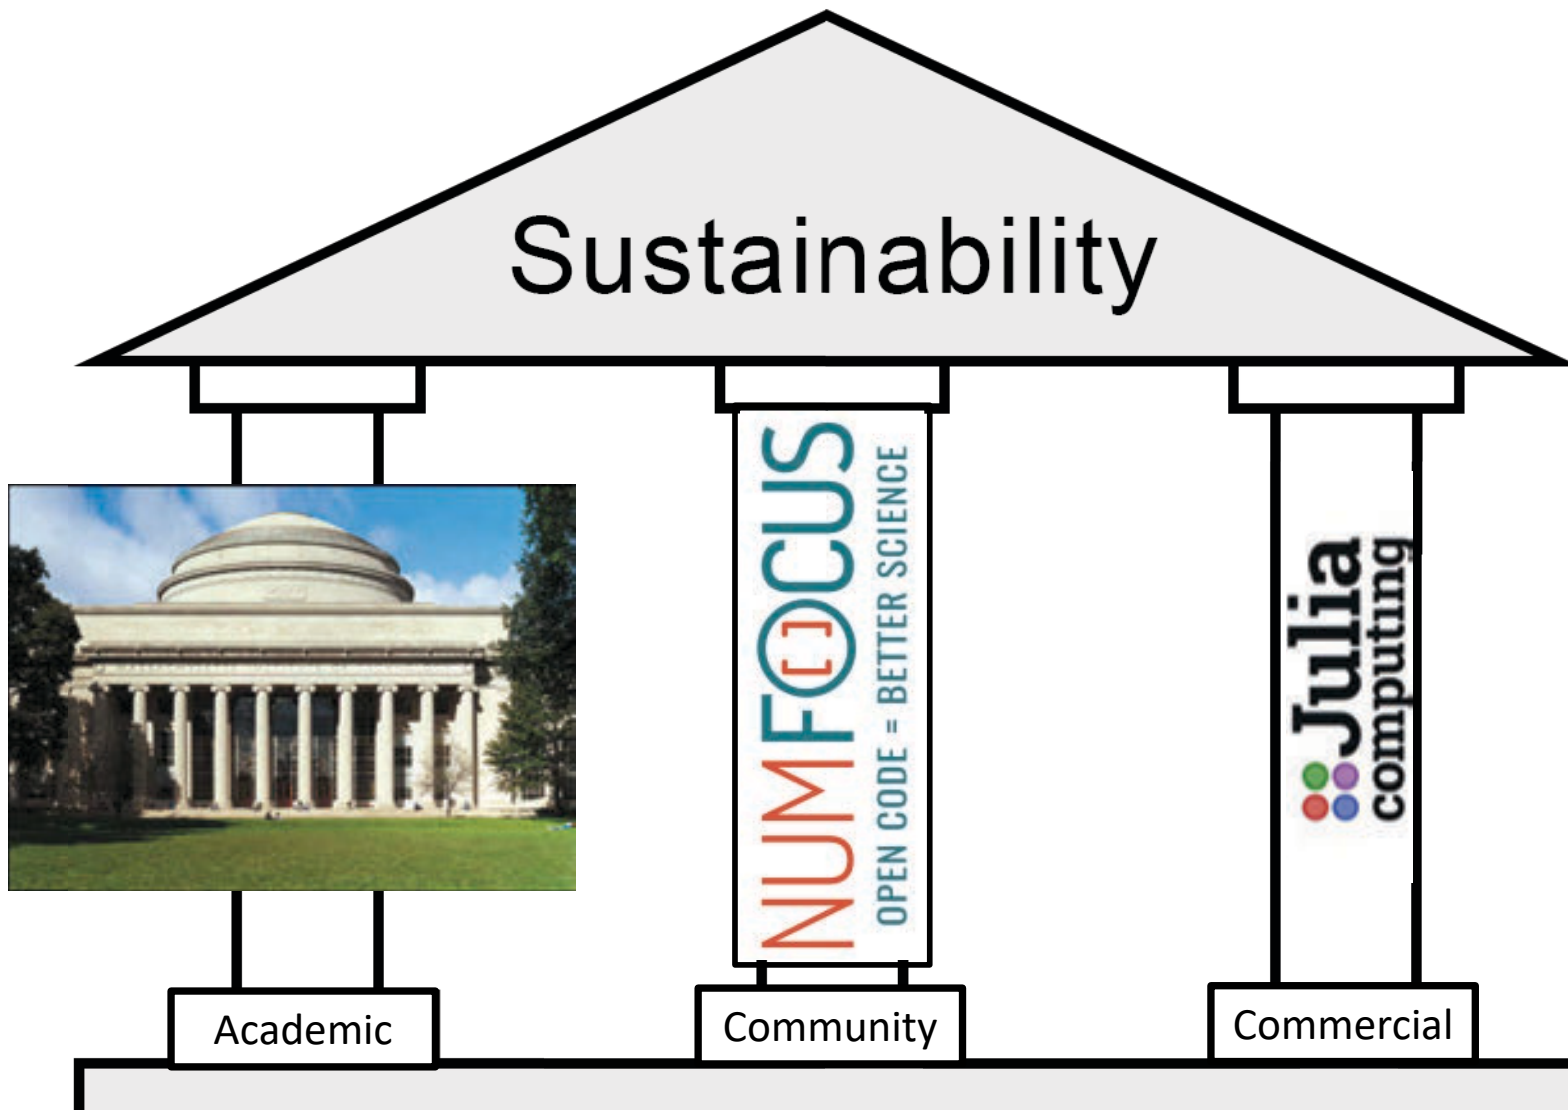 Sustainability
NUMFOCUS
OPEN CODE = BETTER SCIENCE
Julia
computing
Academic
Community
Commercial